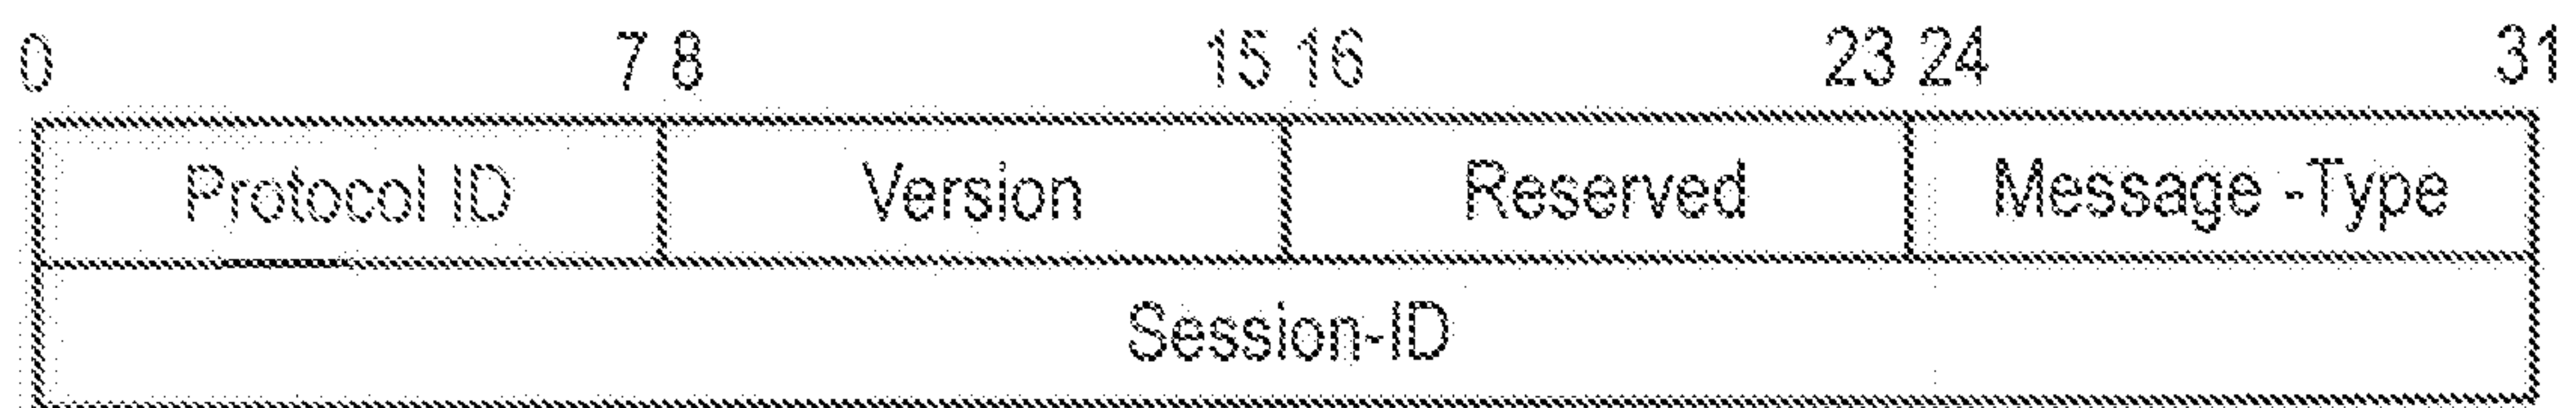 0 7 8 15 16 23 24 31
Protocol ID Version Reserved Message -Type
Session-ID